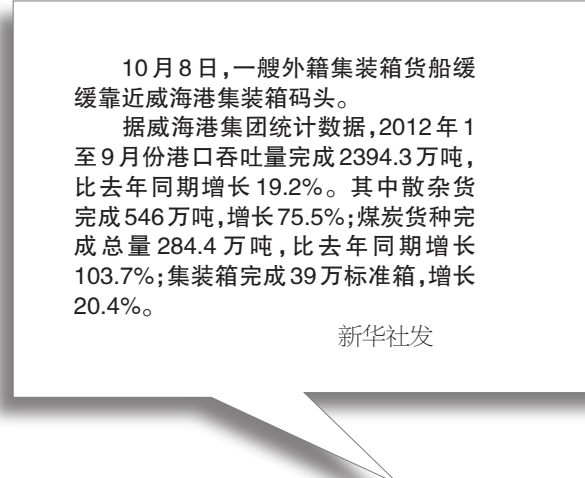 10月8日,一艘外籍集装箱货船缓
缓靠近威海港集装箱码头。
据威海港集团统计数据,2012年1
至9月份港口吞吐量完成2394.3万吨,
比去年同期增长19.2%。其中散杂货
完成546万吨,增长75.5%;煤炭货种完
成总量284.4万吨,比去年同期增长
103.7%;集装箱完成39万标准箱,增长
20.4%。
新华社发